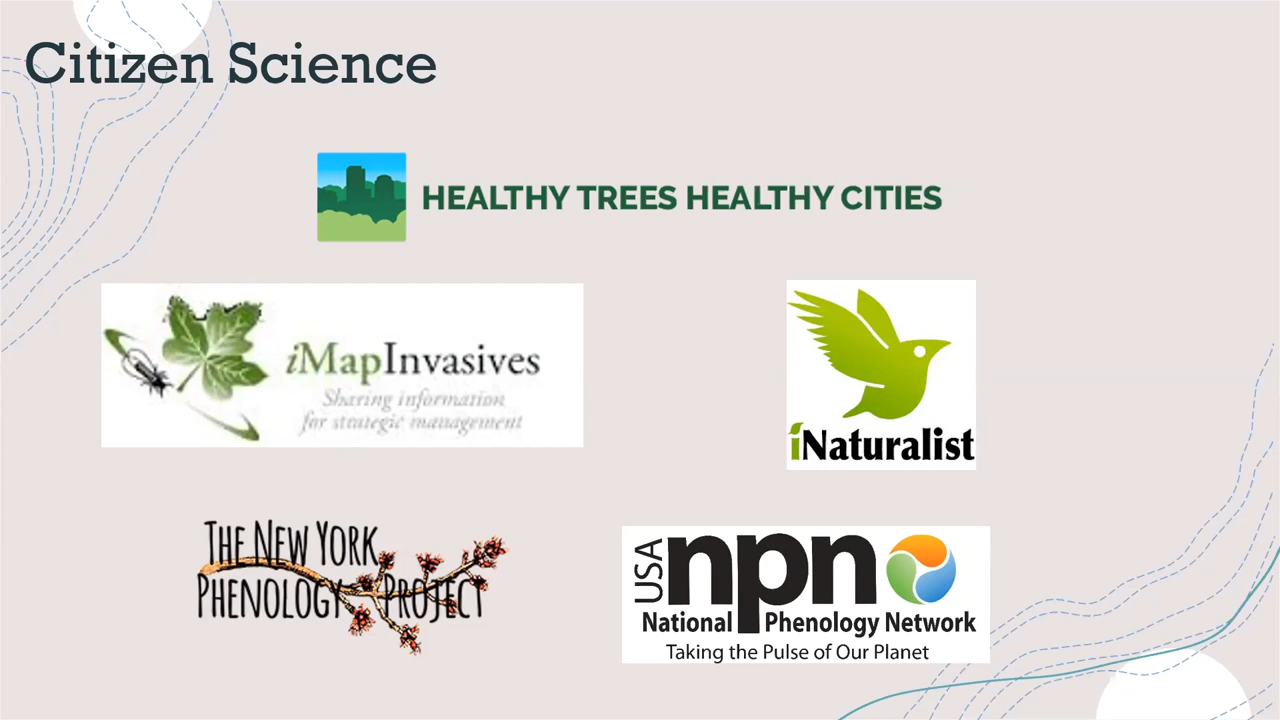 Citizen Science
HEALTHY TREES HEALTHY CITIES
iMapInvasives
Sharing information
for strategic management
iNaturalist
THE NEW YORK
PHENOLOGY PROJECT
USA npn
National Phenology Network
Taking the Pulse of Our Planet